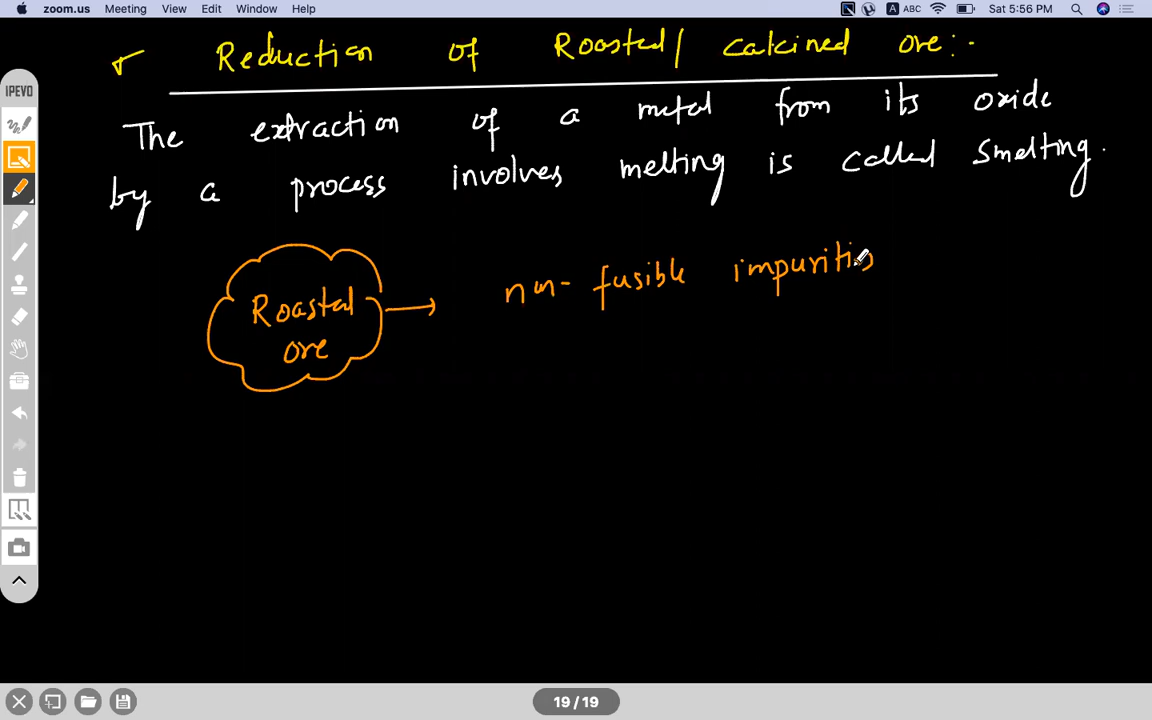 zoom.us Meeting View Edit Window Help A ABC Sat 5:56 PM
Reduction of Roasted/ calcined ore:-
IPEVO
The extraction of a metal from its oxide
by a process involves melting is called smelting.
non-fusible impurities
Roasted
ore
19 / 19